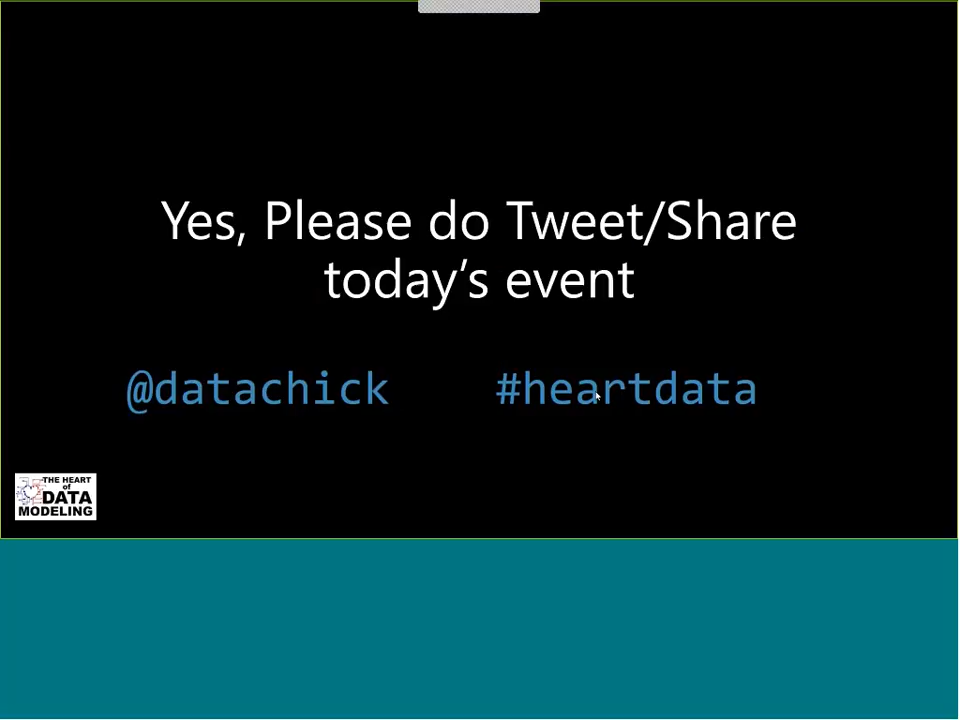 Yes, Please do Tweet/Share
today's event
@datachick #heartdata
THE HEART
of
DATA
MODELING